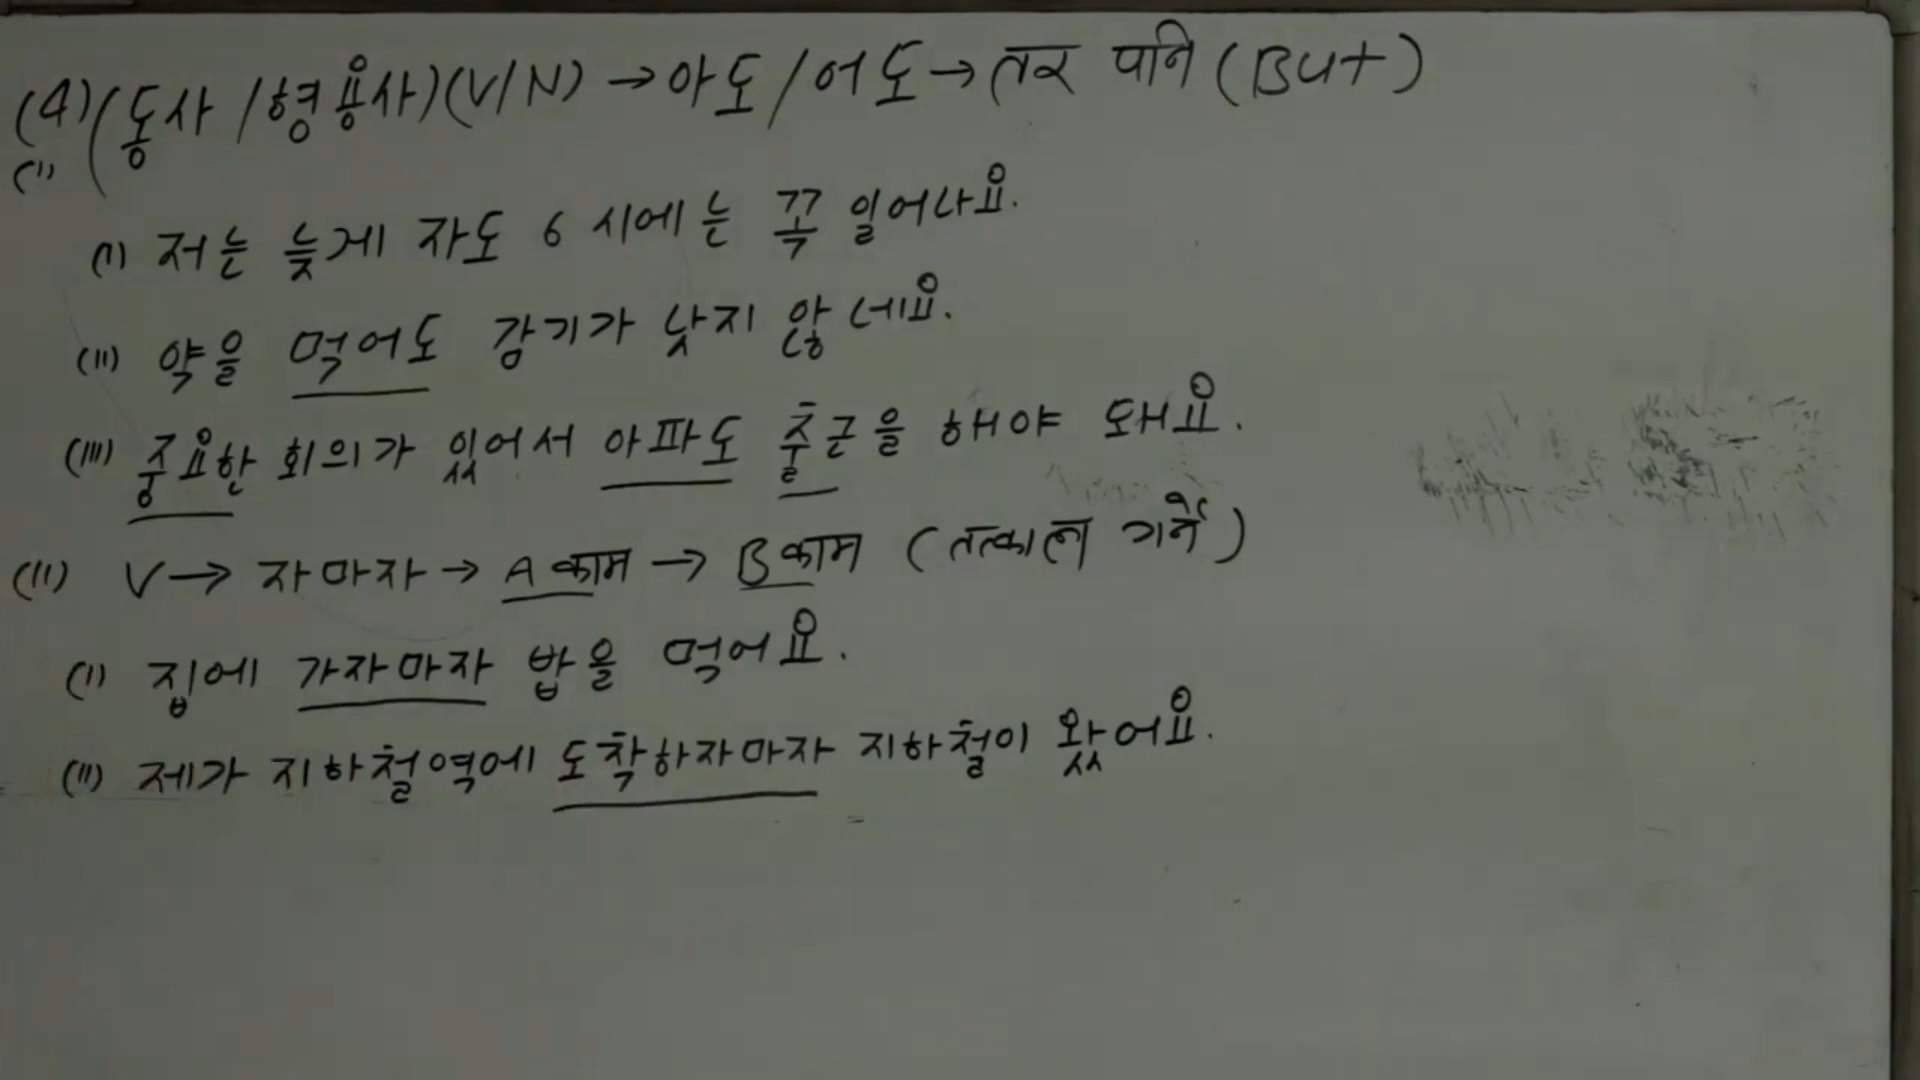 (4)(동사/형용사)(V/N)→아도/어도→तर पनि (But)
(i)
(i) 저는 늦게 자도 6시에는 꼭 일어나요.
(ii) 약을 먹어도 감기가 낫지 않네요.
(iii) 중요한 회의가 있어서 아파도 출근을 해야 돼요.
(ii) V→자마자→A काम→B काम (तत्काल गर्ने)
(i) 집에 가자마자 밥을 먹어요.
(ii) 제가 지하철역에 도착하자마자 지하철이 왔어요.